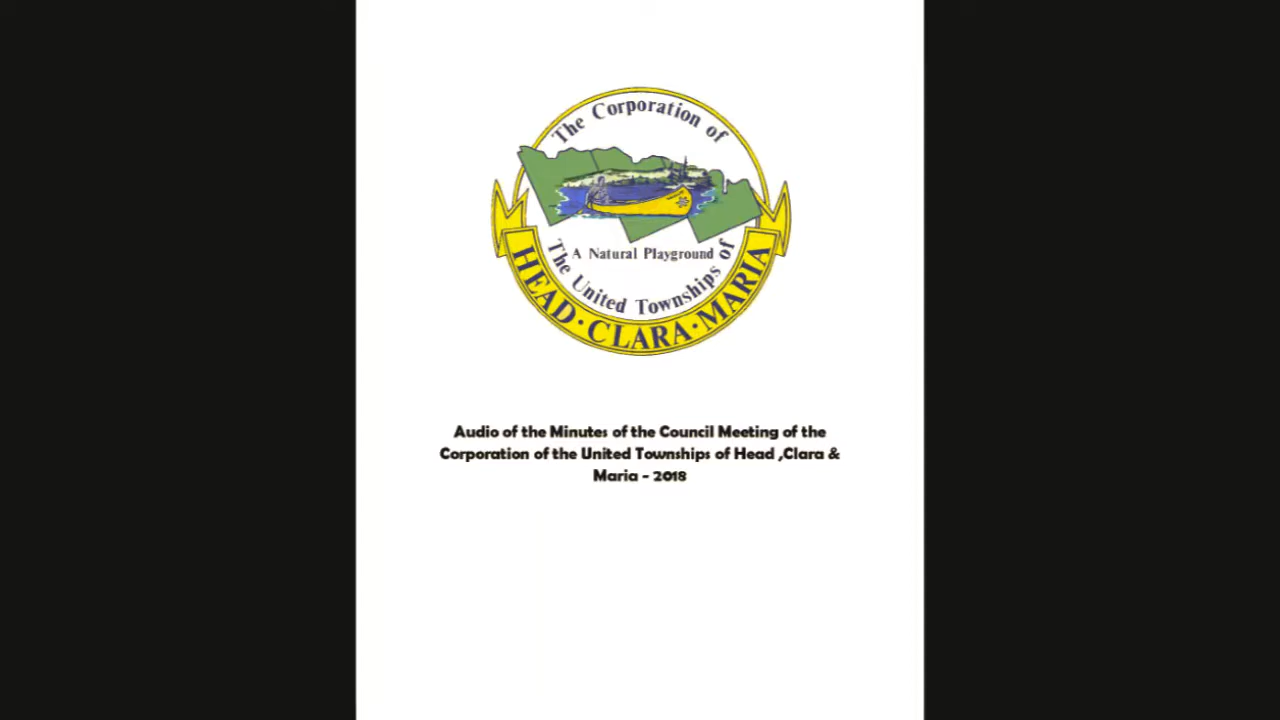 The Corporation of
A Natural Playground
The United Townships of
HEAD · CLARA · MARIA
Audio of the Minutes of the Council Meeting of the
Corporation of the United Townships of Head ,Clara &
Maria - 2018